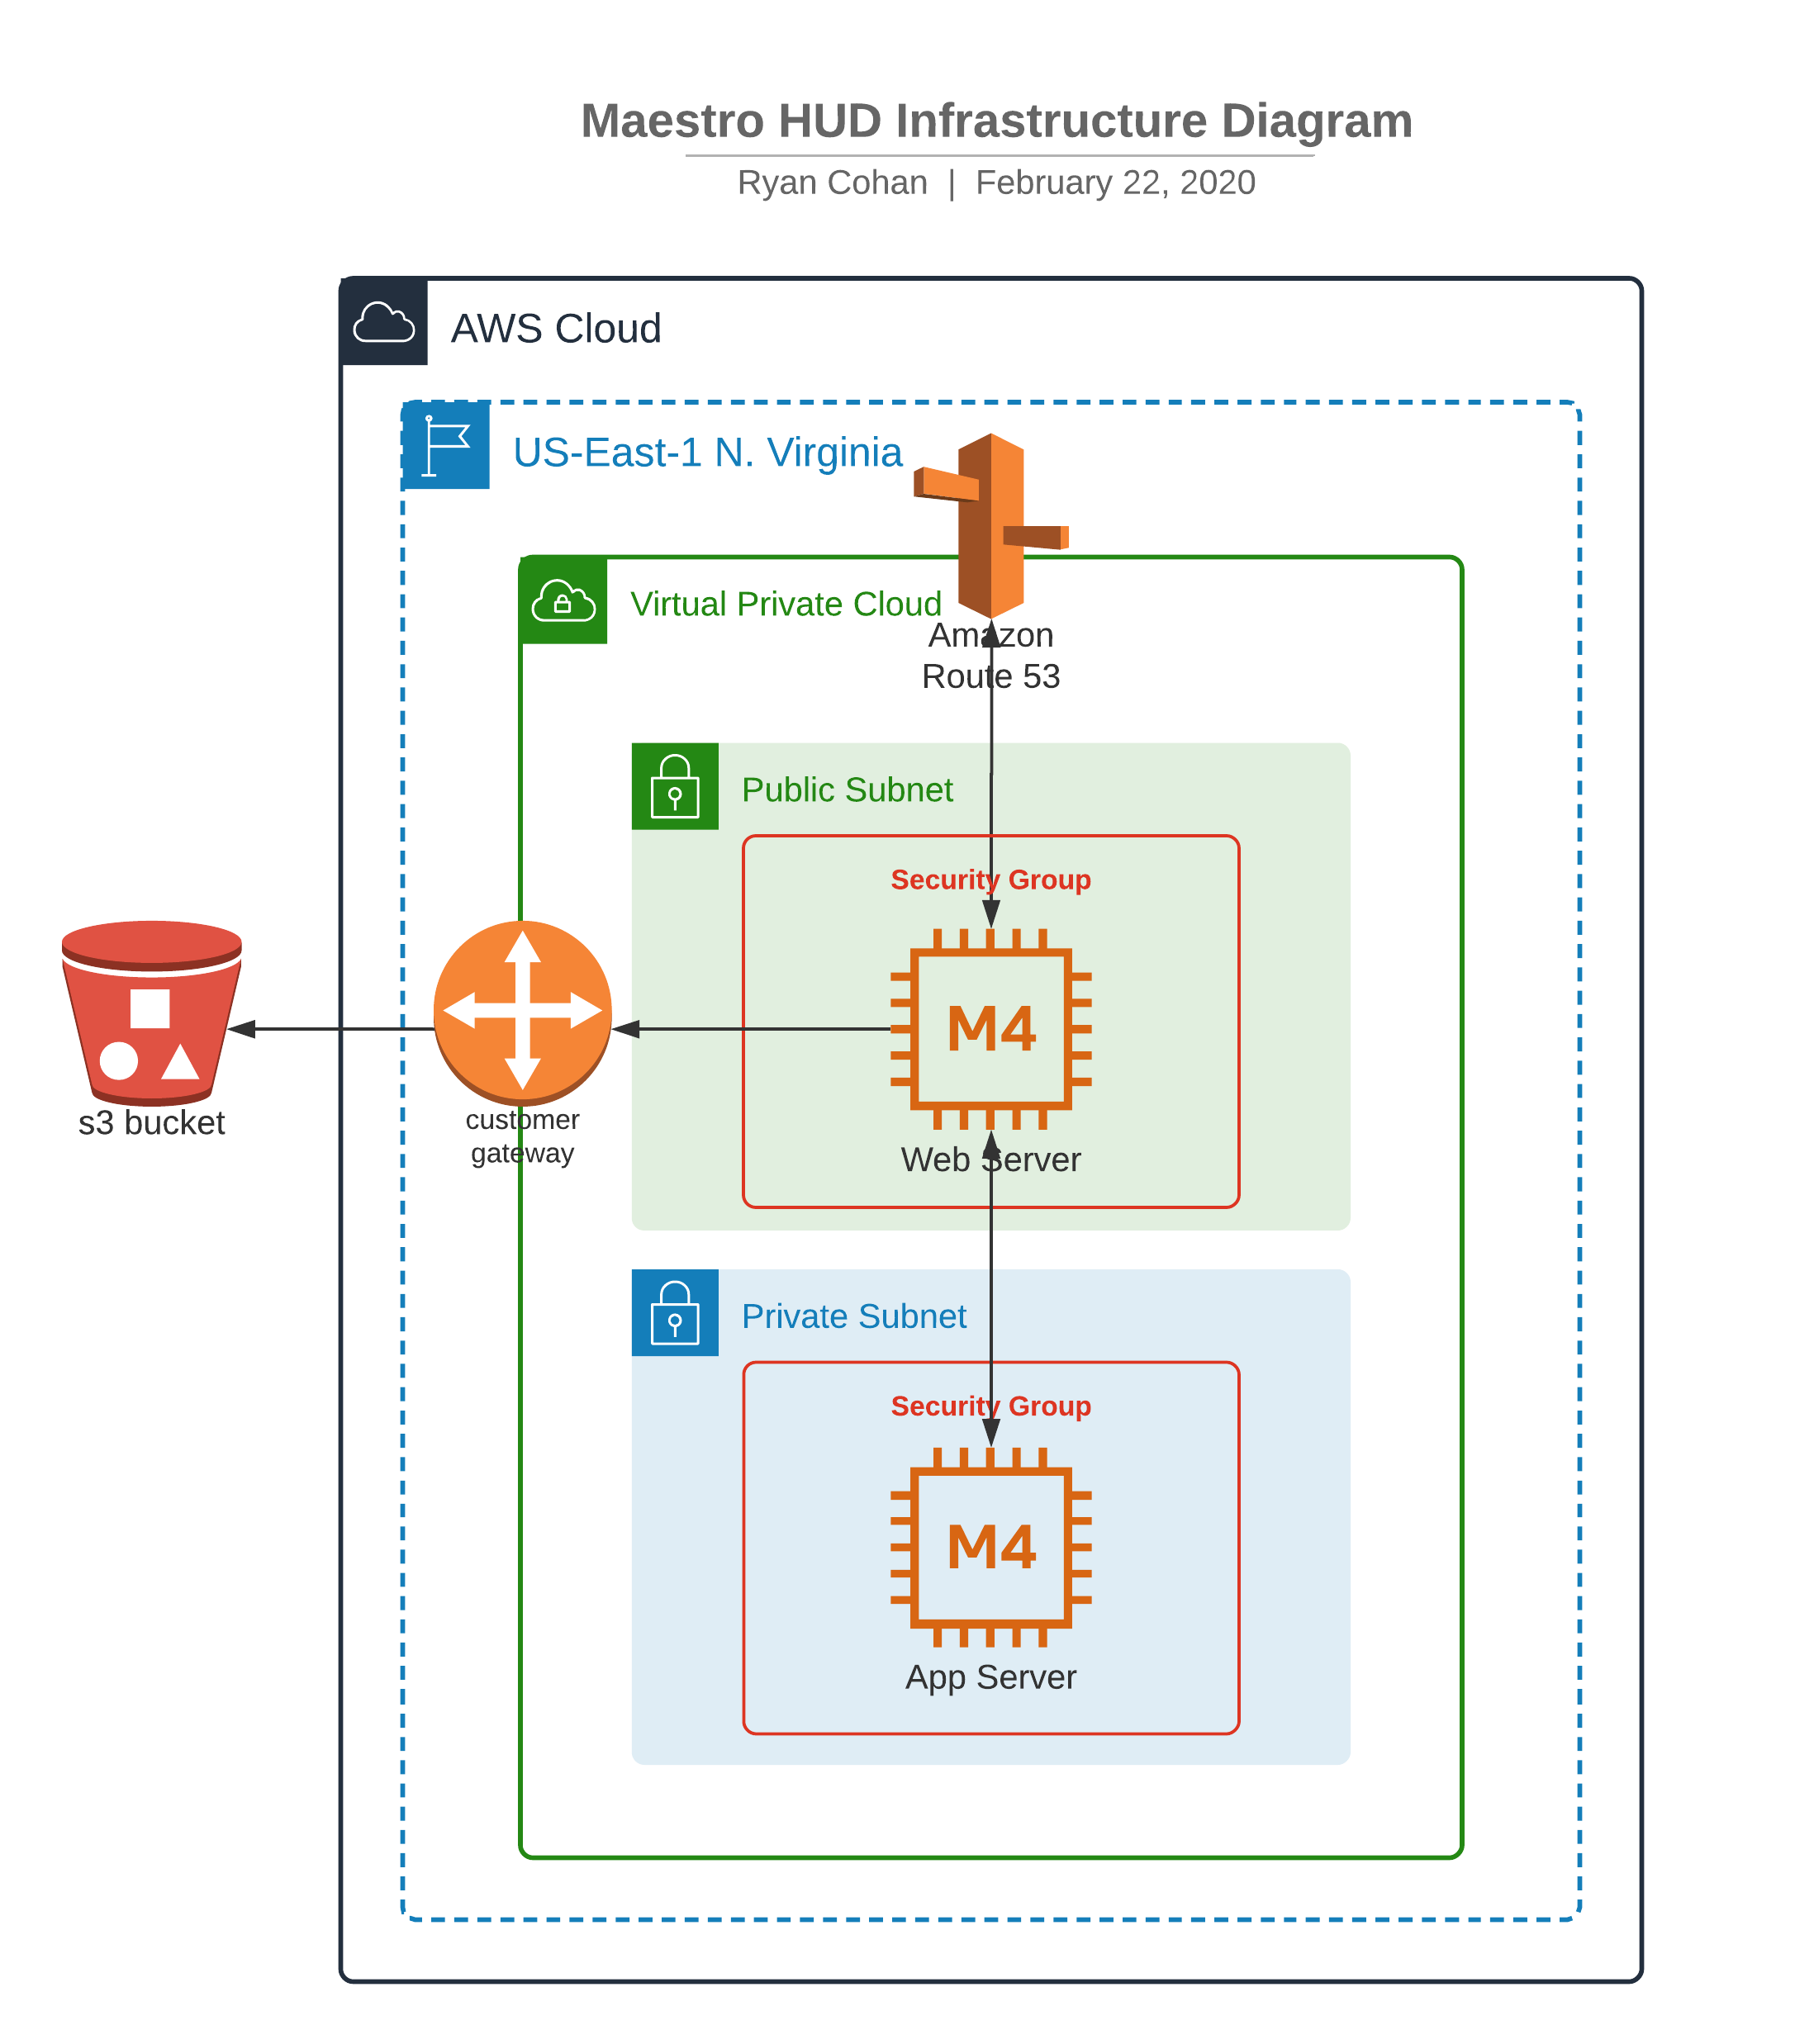 Maestro HUD Infrastructure Diagram
Ryan Cohan | February 22, 2020
AWS Cloud
US-East-1 N. Virginia
Virtual Private Cloud
Amazon
Route 53
Public Subnet
Security Group
M4
Web Server
s3 bucket
customer
gateway
Private Subnet
Security Group
M4
App Server